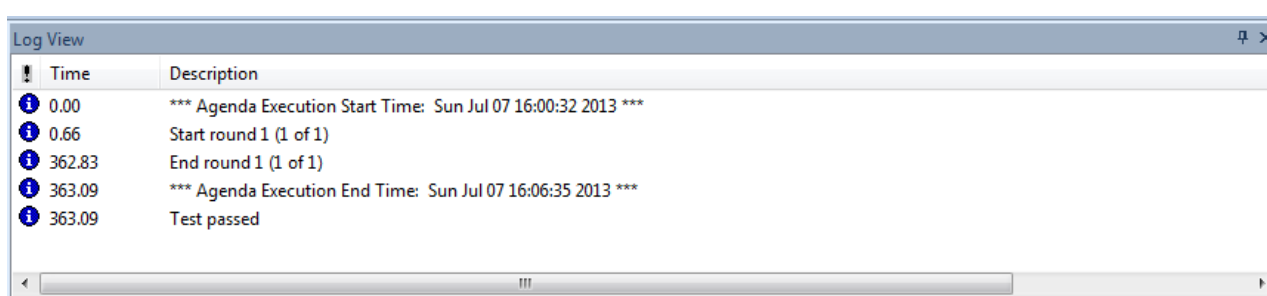 Log View
! Time Description
0.00 *** Agenda Execution Start Time: Sun Jul 07 16:00:32 2013 ***
0.66 Start round 1 (1 of 1)
362.83 End round 1 (1 of 1)
363.09 *** Agenda Execution End Time: Sun Jul 07 16:06:35 2013 ***
363.09 Test passed